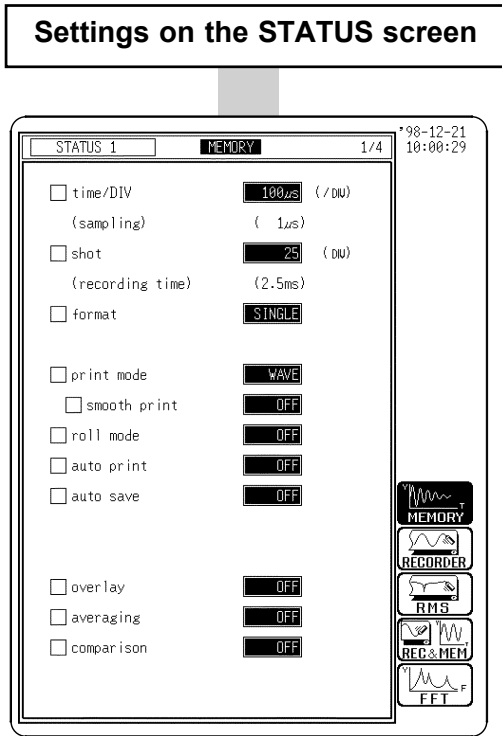 Settings on the STATUS screen
'98-12-21
10:00:29
STATUS 1 MEMORY 1/4
time/DIV 100µs (/DIV)
(sampling) ( 1µs)
shot 25 (DIV)
(recording time) (2.5ms)
format SINGLE
print mode WAVE
smooth print OFF
roll mode OFF
auto print OFF
auto save OFF
overlay OFF
averaging OFF
comparison OFF
Y T
MEMORY
RECORDER
RMS
Y T
REC&MEM
Y F
FFT